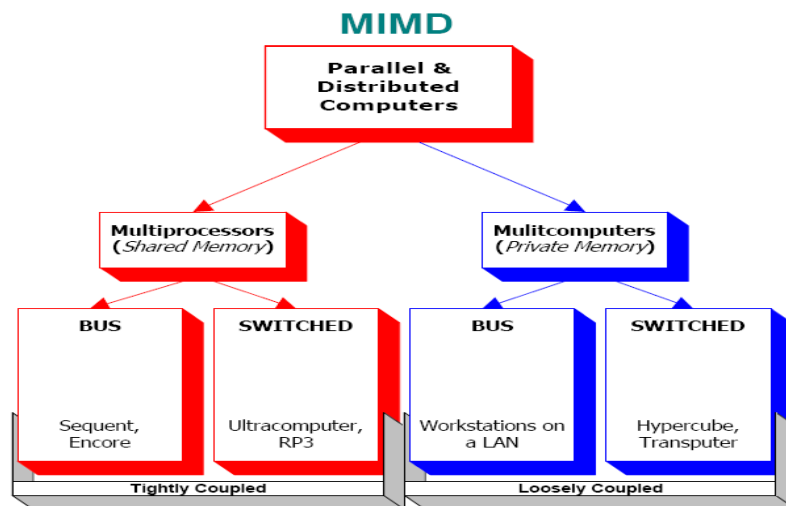 MIMD
Parallel &
Distributed
Computers
Multiprocessors
(Shared Memory)
Mulitcomputers
(Private Memory)
BUS
Sequent,
Encore
SWITCHED
Ultracomputer,
RP3
BUS
Workstations on
a LAN
SWITCHED
Hypercube,
Transputer
Tightly Coupled
Loosely Coupled